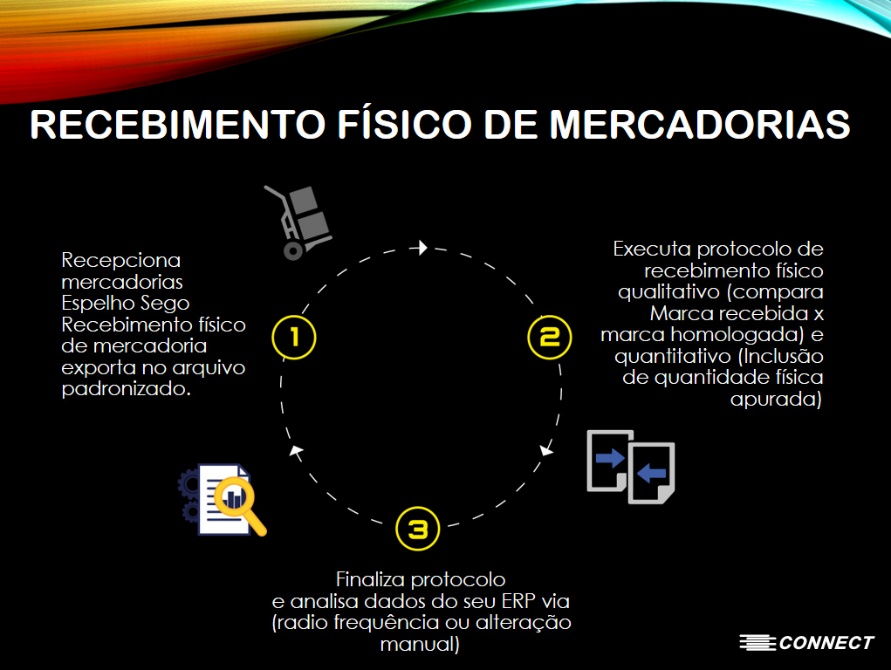 RECEBIMENTO FÍSICO DE MERCADORIAS
Recepciona
mercadorias
Espelho Sego
Recebimento físico
de mercadoria
exporta no arquivo
padronizado.
1
Executa protocolo de
recebimento físico
qualitativo (compara
Marca recebida x
marca homologada) e
quantitativo (Inclusão
de quantidade física
apurada)
2
3
Finaliza protocolo
e analisa dados do seu ERP via
(radio frequência ou alteração
manual)
CONNECT